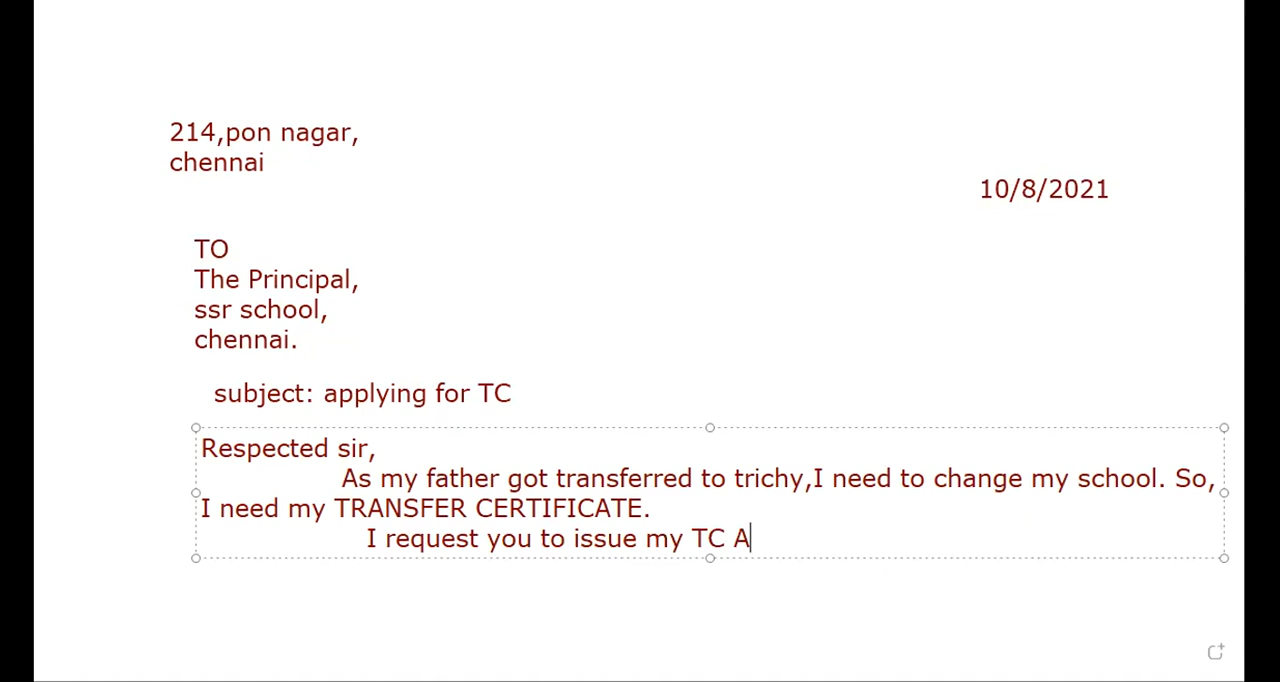 214,pon nagar,
chennai
10/8/2021
TO
The Principal,
ssr school,
chennai.
subject: applying for TC
Respected sir,
As my father got transferred to trichy,I need to change my school. So,
I need my TRANSFER CERTIFICATE.
I request you to issue my TC A